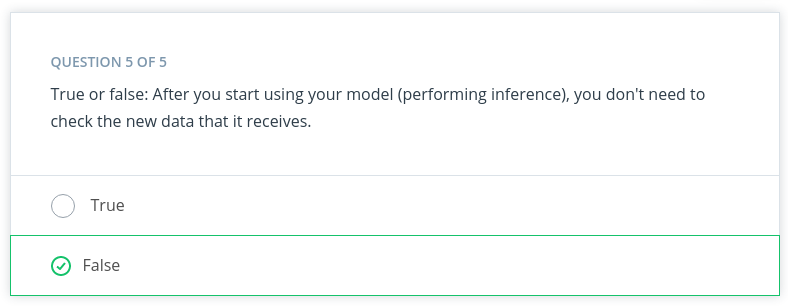 QUESTION 5 OF 5
True or false: After you start using your model (performing inference), you don't need to
check the new data that it receives.
True
False